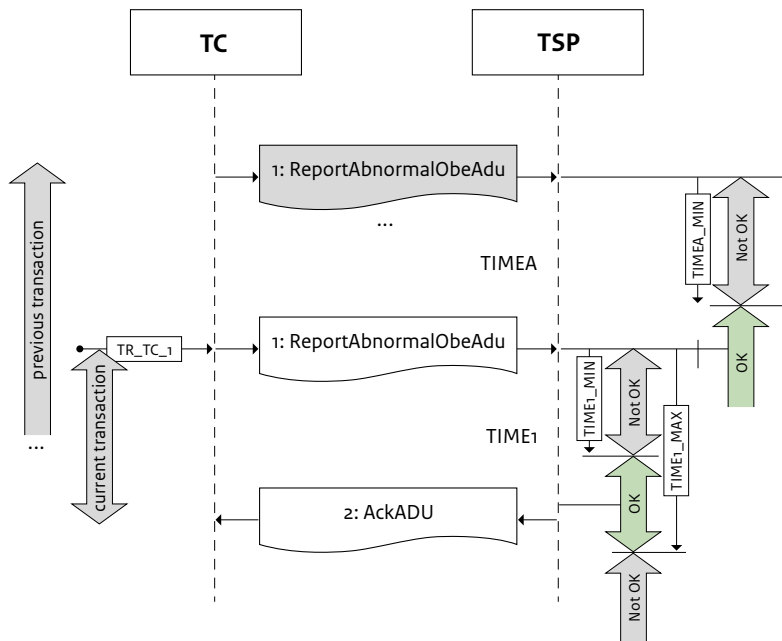 TC
TSP
1: ReportAbnormalObeAdu
...
TIMEA
TIMEA_MIN
Not OK
OK
previous transaction
...
TR_TC_1
current transaction
1: ReportAbnormalObeAdu
TIME1
TIME1_MIN
Not OK
TIME1_MAX
OK
2: AckADU
Not OK